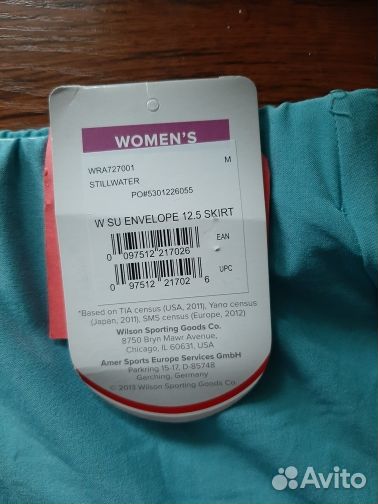 WOMEN'S
WRA727001 M
STILLWATER
PO#5301226055
W SU ENVELOPE 12.5 SKIRT
EAN
0 097512 217026
UPC
0 97512 21702 6
*Based on TIA census (USA, 2011), Yano census
(Japan, 2011), SMS census (Europe, 2012)
Wilson Sporting Goods Co.
8750 Bryn Mawr Avenue,
Chicago, IL 60631, USA
Amer Sports Europe Services GmbH
Parkring 15-17, D-85748
Garching, Germany
© 2013 Wilson Sporting Goods Co.
Avito